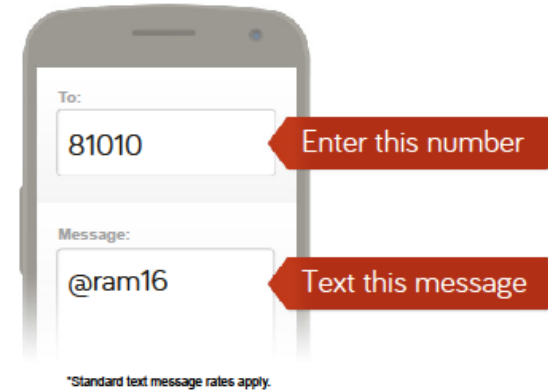 To:
81010
Enter this number
Message:
@ram16
Text this message
*Standard text message rates apply.